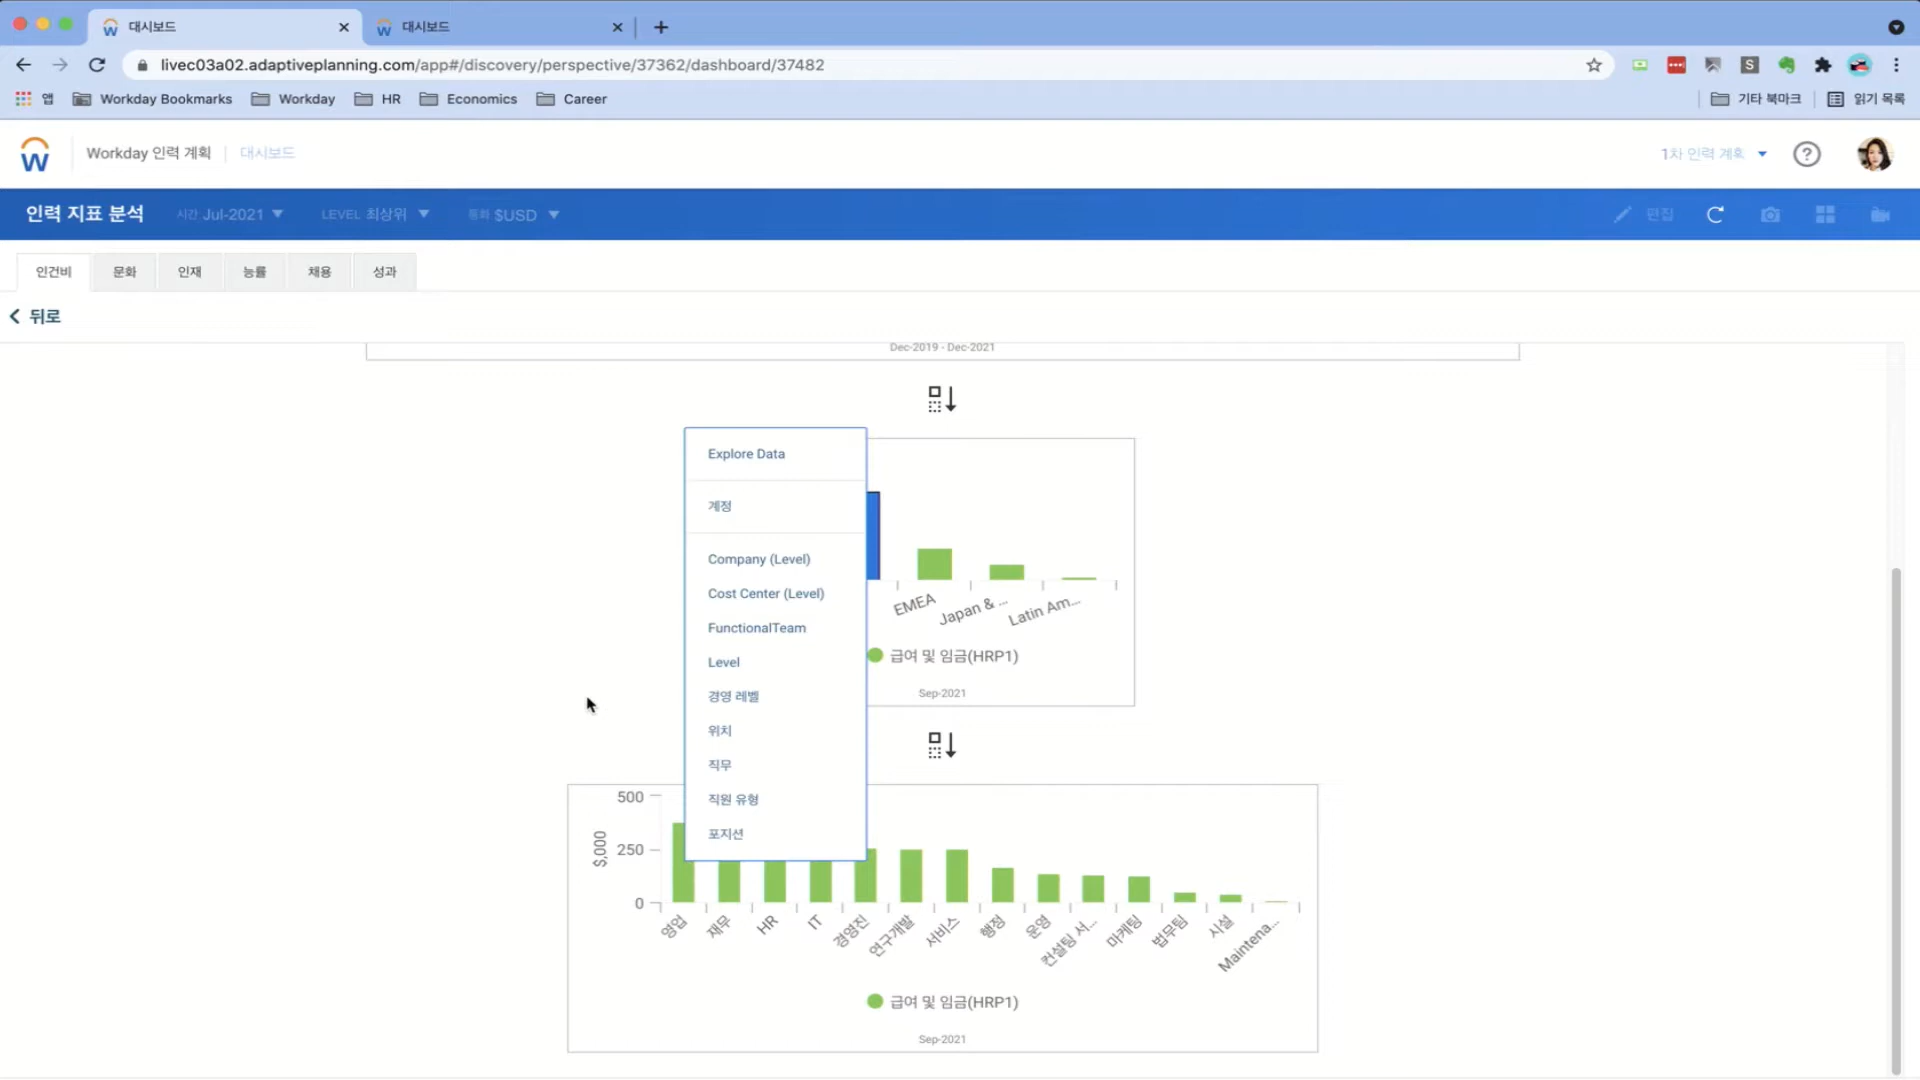 대시보드
대시보드
livec03a02.adaptiveplanning.com/app#/discovery/perspective/37362/dashboard/37482
앱 Workday Bookmarks Workday HR Economics Career 기타 북마크 읽기 목록
Workday 인력 계획 대시보드 1차 인력 계획
인력 지표 분석 시간 Jul-2021 LEVEL 최상위 통화 $USD 편집
인건비 문화 인재 능률 채용 성과
뒤로
Dec-2019 - Dec-2021
Explore Data
계정
Company (Level)
Cost Center (Level)
FunctionalTeam
Level
경영 레벨
위치
직무
직원 유형
포지션
EMEA Japan & ... Latin Am...
급여 및 임금(HRP1)
Sep-2021
$,000
500
250
0
영업 재무 HR IT 경영진 연구개발 서비스 행정 운영 컨설팅 서... 마케팅 법무팀 시설 Maintena...
급여 및 임금(HRP1)
Sep-2021